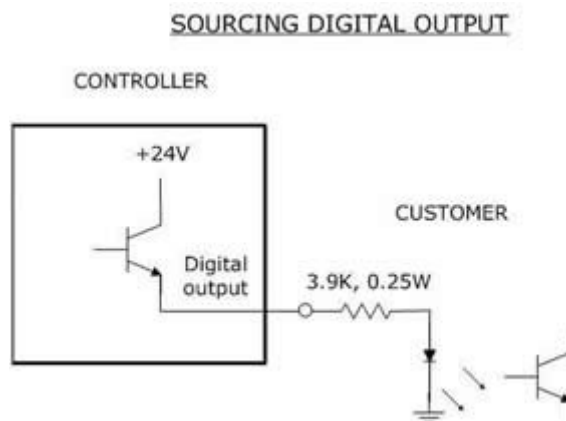 SOURCING DIGITAL OUTPUT
CONTROLLER
+24V
CUSTOMER
Digital
output
3.9K, 0.25W